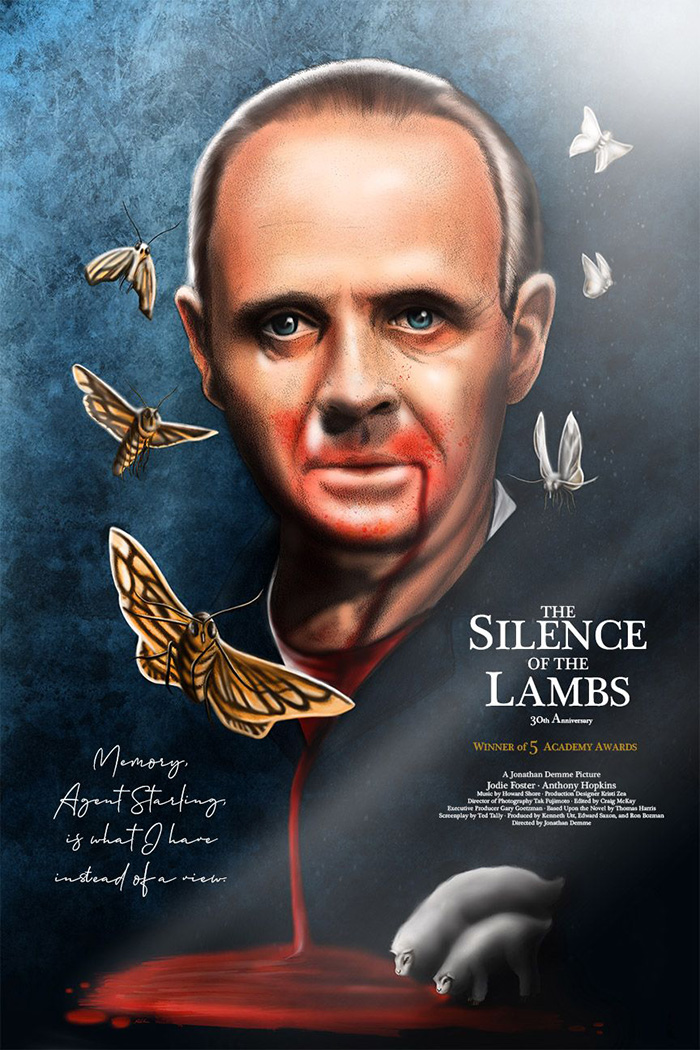 THE
SILENCE
OF THE
LAMBS
30th Anniversary
WINNER of 5 ACADEMY AWARDS
A Jonathan Demme Picture
Jodie Foster · Anthony Hopkins
Music by Howard Shore · Production Designer Kristi Zea
Director of Photography Tak Fujimoto · Edited by Craig McKay
Executive Producer Gary Goetzman · Based Upon the Novel by Thomas Harris
Screenplay by Ted Tally · Produced by Kenneth Utt, Edward Saxon, and Ron Bozman
Directed by Jonathan Demme
Memory,
Agent Starling,
is what I have
instead of a view.